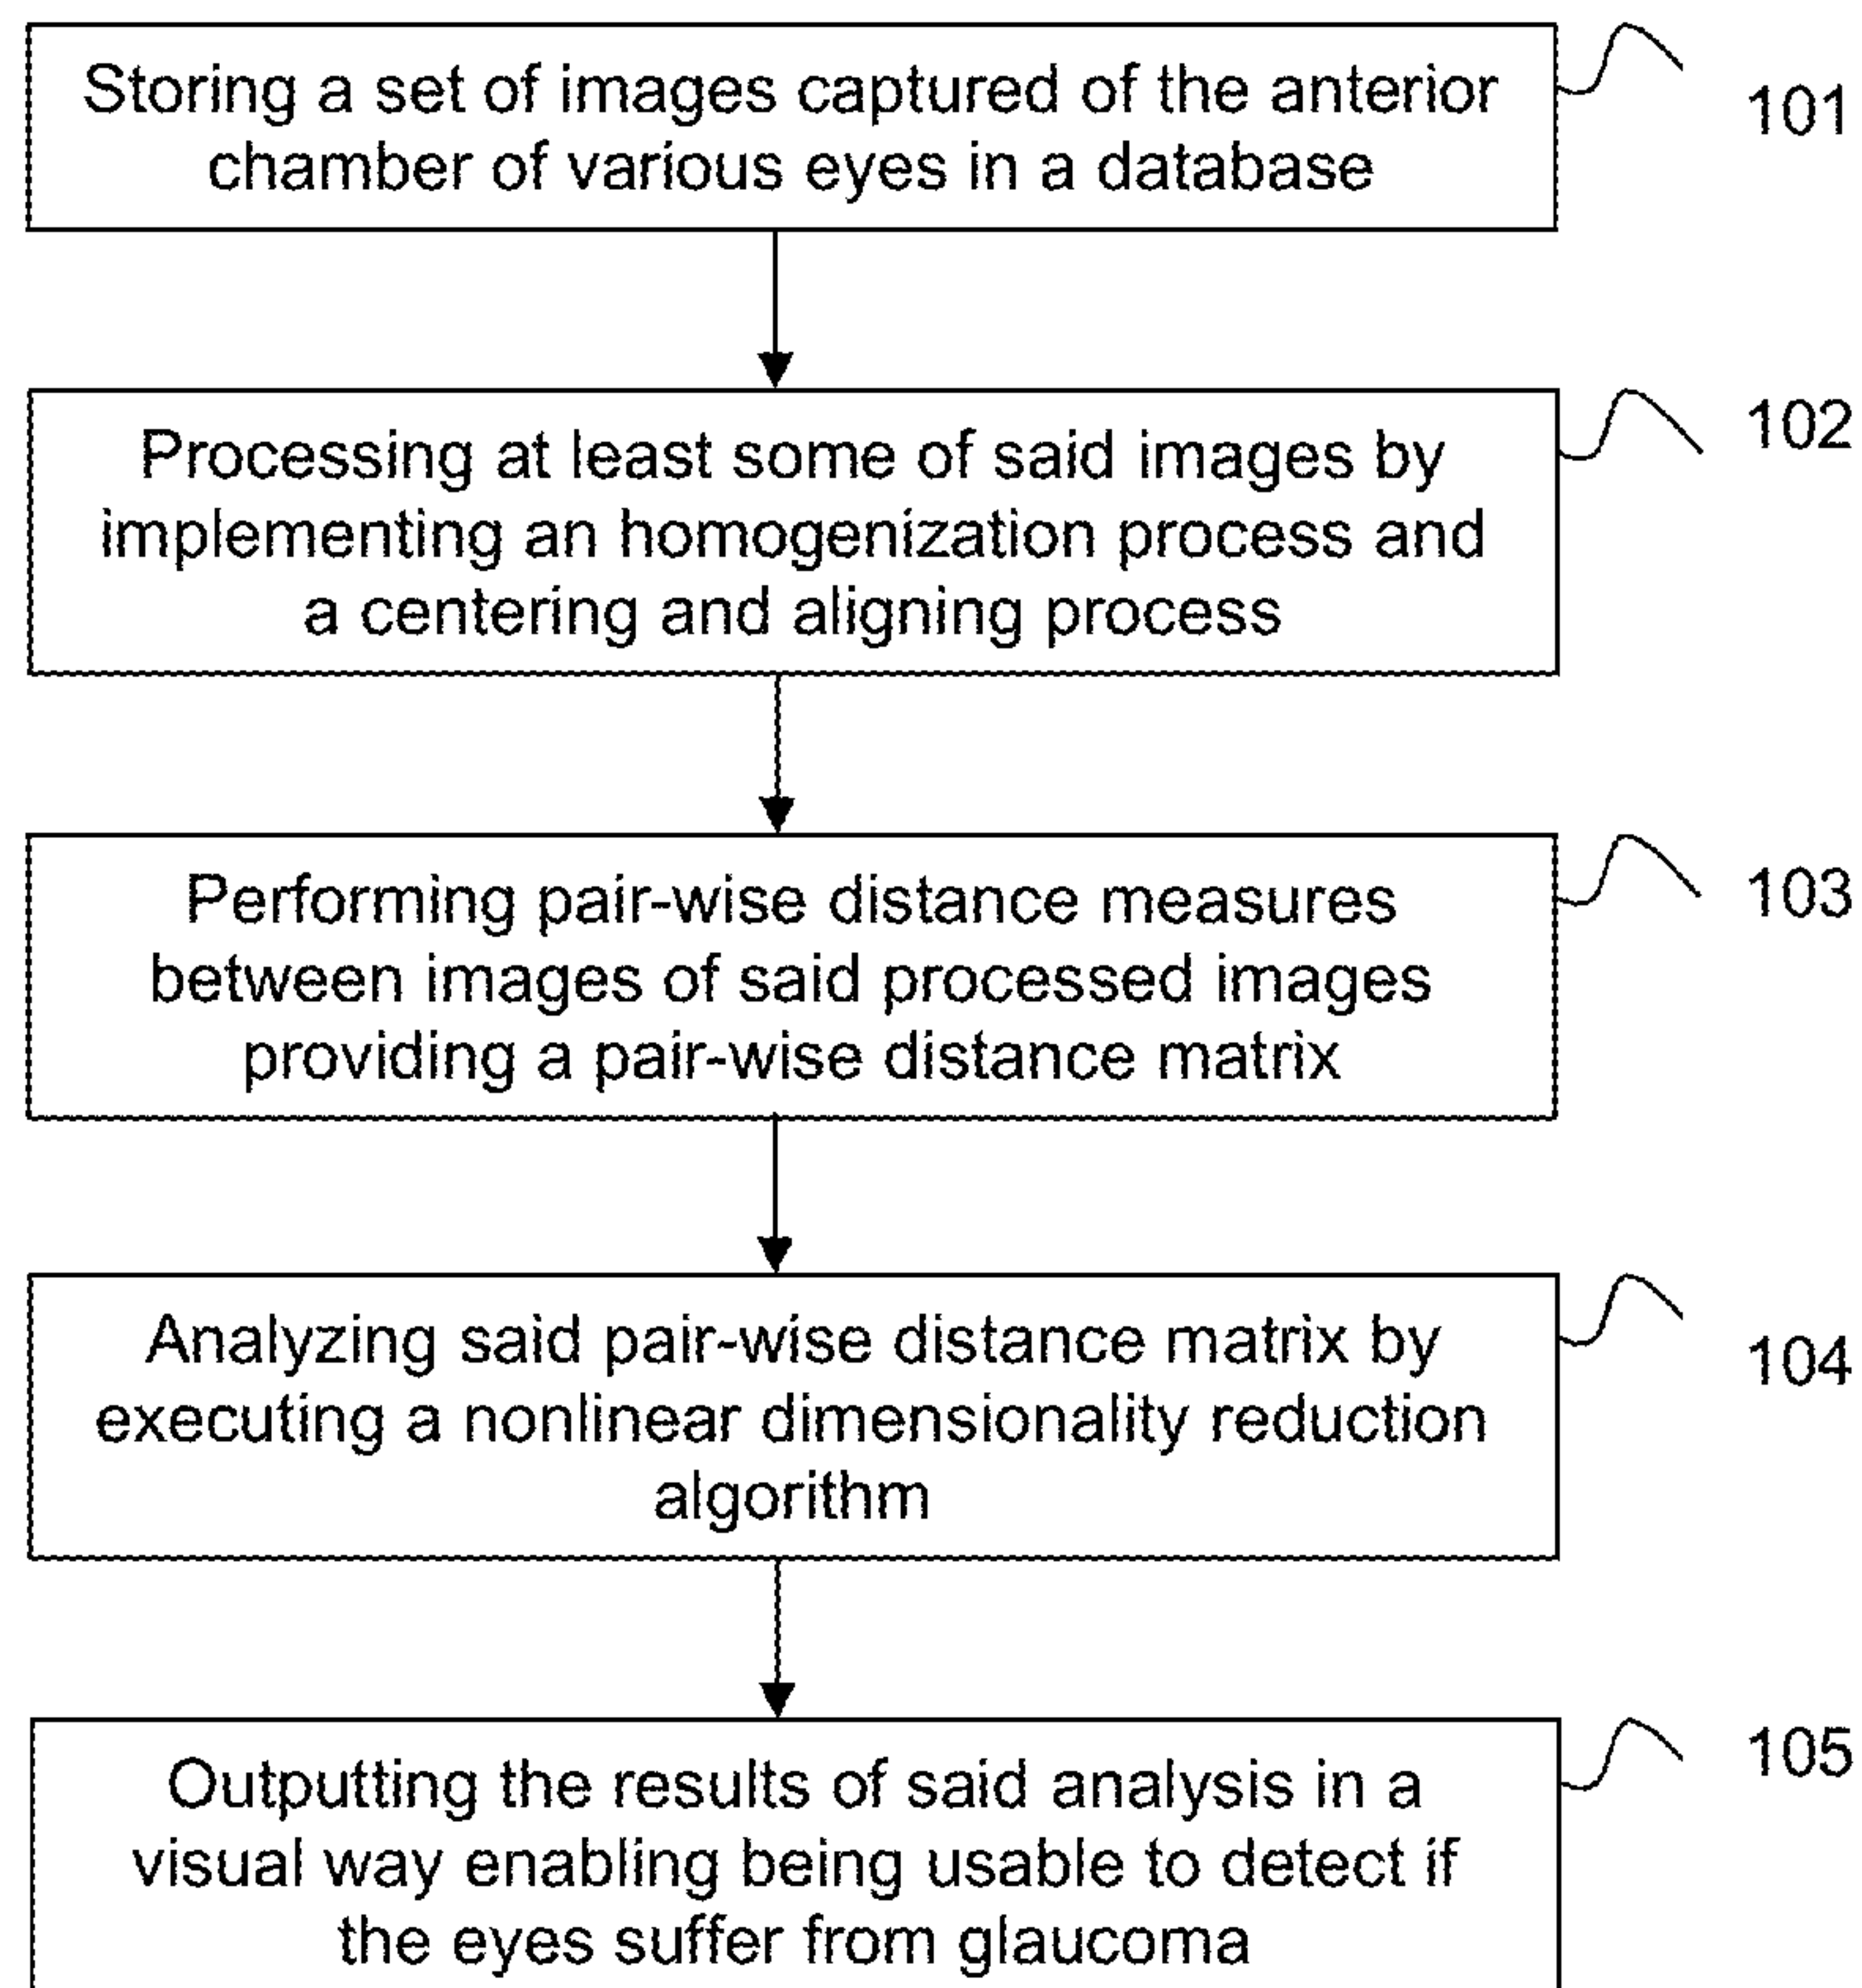 Storing a set of images captured of the anterior
chamber of various eyes in a database
101
Processing at least some of said images by
implementing an homogenization process and
a centering and aligning process
102
Performing pair-wise distance measures
between images of said processed images
providing a pair-wise distance matrix
103
Analyzing said pair-wise distance matrix by
executing a nonlinear dimensionality reduction
algorithm
104
Outputting the results of said analysis in a
visual way enabling being usable to detect if
the eyes suffer from glaucoma
105